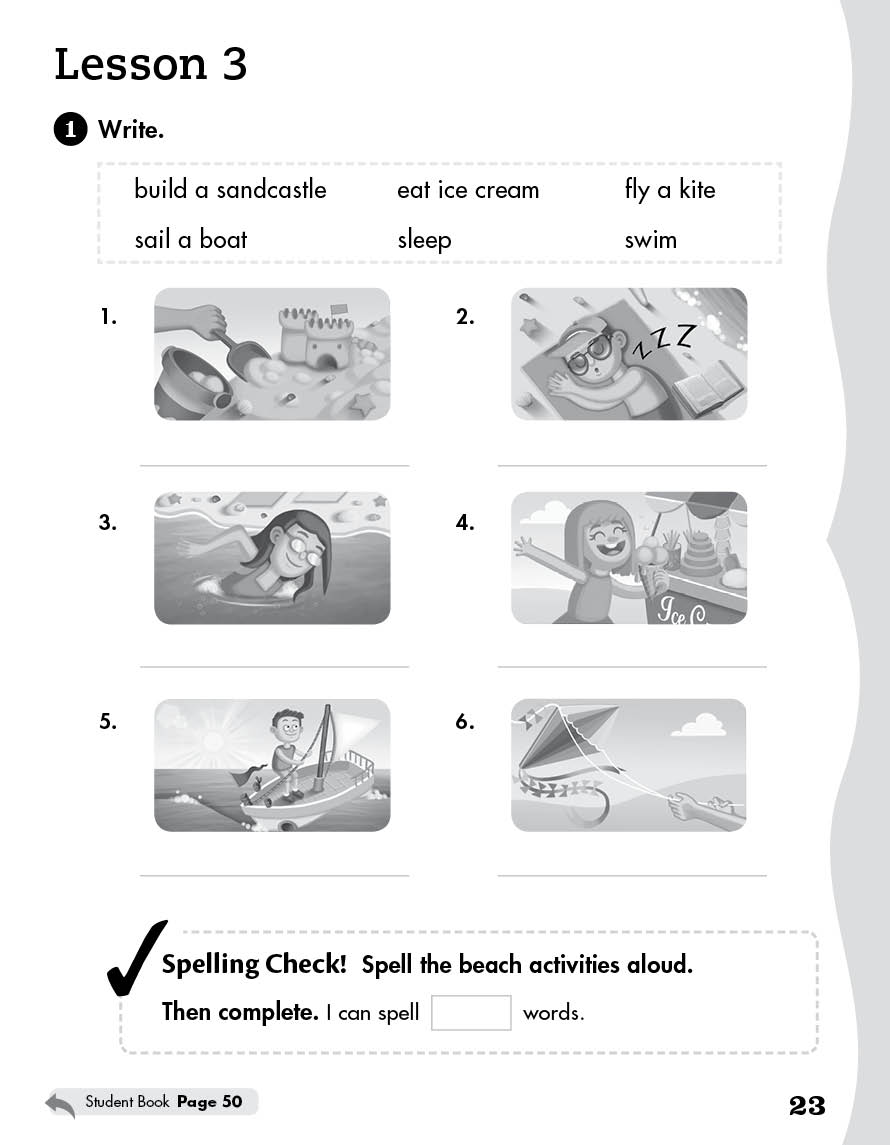 Lesson 3
1 Write.
build a sandcastle eat ice cream fly a kite
sail a boat sleep swim
1. 2.
z z z
3. 4.
Ice
5. 6.
Spelling Check! Spell the beach activities aloud.
Then complete. I can spell words.
Student Book Page 50
23